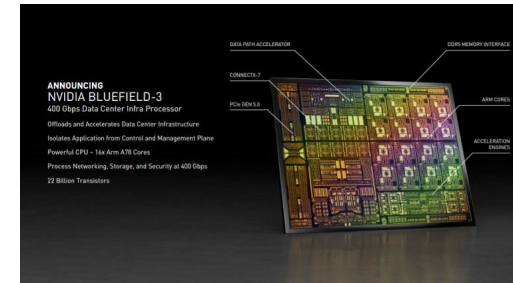 ANNOUNCING
NVIDIA BLUEFIELD-3
400 Gbps Data Center Infra Processor
Offloads and Accelerates Data Center Infrastructure
Isolates Application from Control and Management Plane
Powerful CPU – 16x Arm A78 Cores
Process Networking, Storage, and Security at 400 Gbps
22 Billion Transistors
DATA PATH ACCELERATOR
DDR5 MEMORY INTERFACE
CONNECTX-7
PCIe GEN 5.0
ARM CORES
ACCELERATION
ENGINES